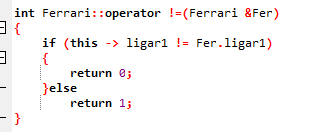 int Ferrari::operator !=(Ferrari &Fer)
{
if (this -> ligar1 != Fer.ligar1)
{
return 0;
}else
return 1;
}